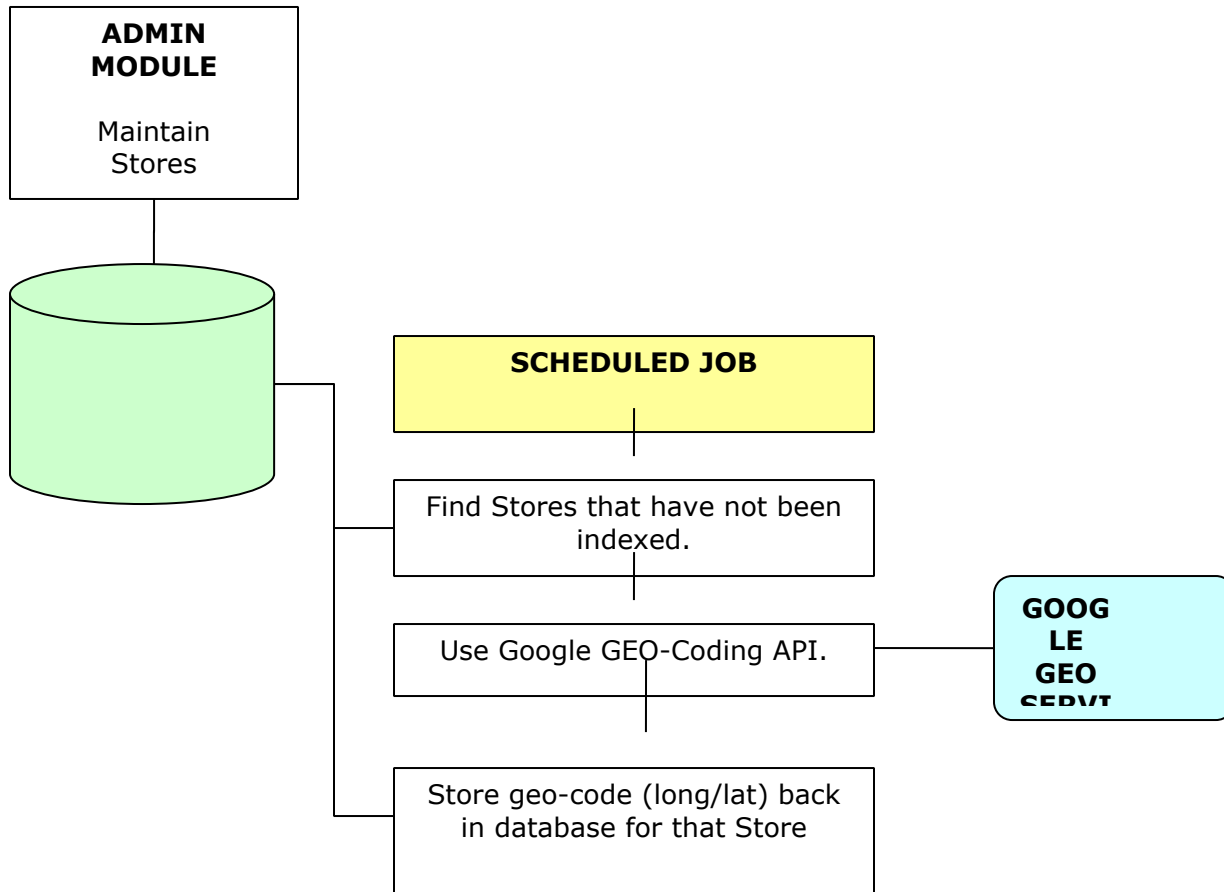 ADMIN
MODULE
Maintain
Stores
SCHEDULED JOB
Find Stores that have not been
indexed.
Use Google GEO-Coding API.
GOOG
LE
GEO
SERVI
Store geo-code (long/lat) back
in database for that Store